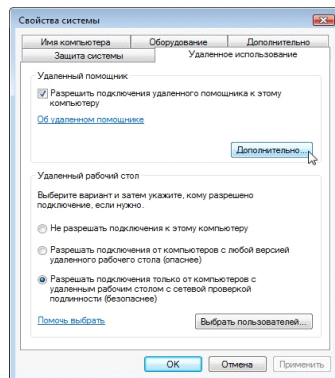 Свойства системы
Имя компьютера
Оборудование
Дополнительно
Защита системы
Удаленное использование
Удаленный помощник
Разрешить подключения удаленного помощника к этому
компьютеру
Об удаленном помощнике
Дополнительно...
Удаленный рабочий стол
Выберите вариант и затем укажите, кому разрешено
подключение, если нужно.
Не разрешать подключения к этому компьютеру
Разрешать подключения от компьютеров с любой версией
удаленного рабочего стола (опаснее)
Разрешать подключения только от компьютеров с
удаленным рабочим столом с сетевой проверкой
подлинности (безопаснее)
Помочь выбрать
Выбрать пользователей...
OK
Отмена
Применить